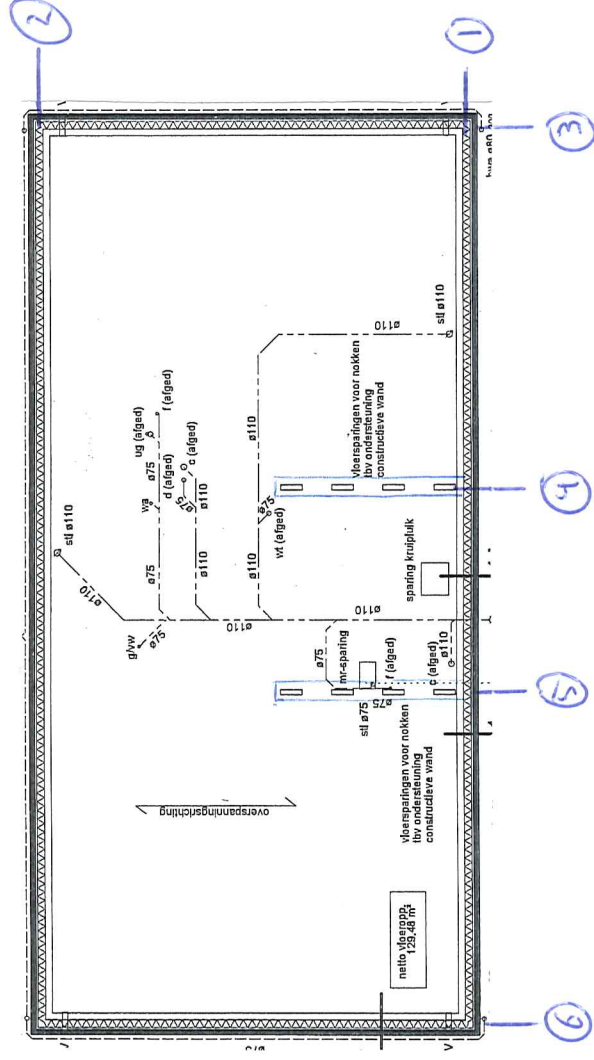 2
1
3
4
5
6
stl ø110
ø110
ug (afged)
f (afged)
ø75
wa
d (afged)
c (afged)
ø75
ø110
ø75
g/vw
ø75
ø110
ø110
ø110
ø110
ø75
wt (afged)
ø110
stl ø110
vloersparingen voor nokken
tbv ondersteuning
constructieve wand
sparing kruipluik
ø110
ø75
mr-sparing
stl ø75
ø75
f (afged)
c (afged)
ø110
vloersparingen voor nokken
tbv ondersteuning
constructieve wand
overspanningsrichting
netto vloeropp.
129,48 m²